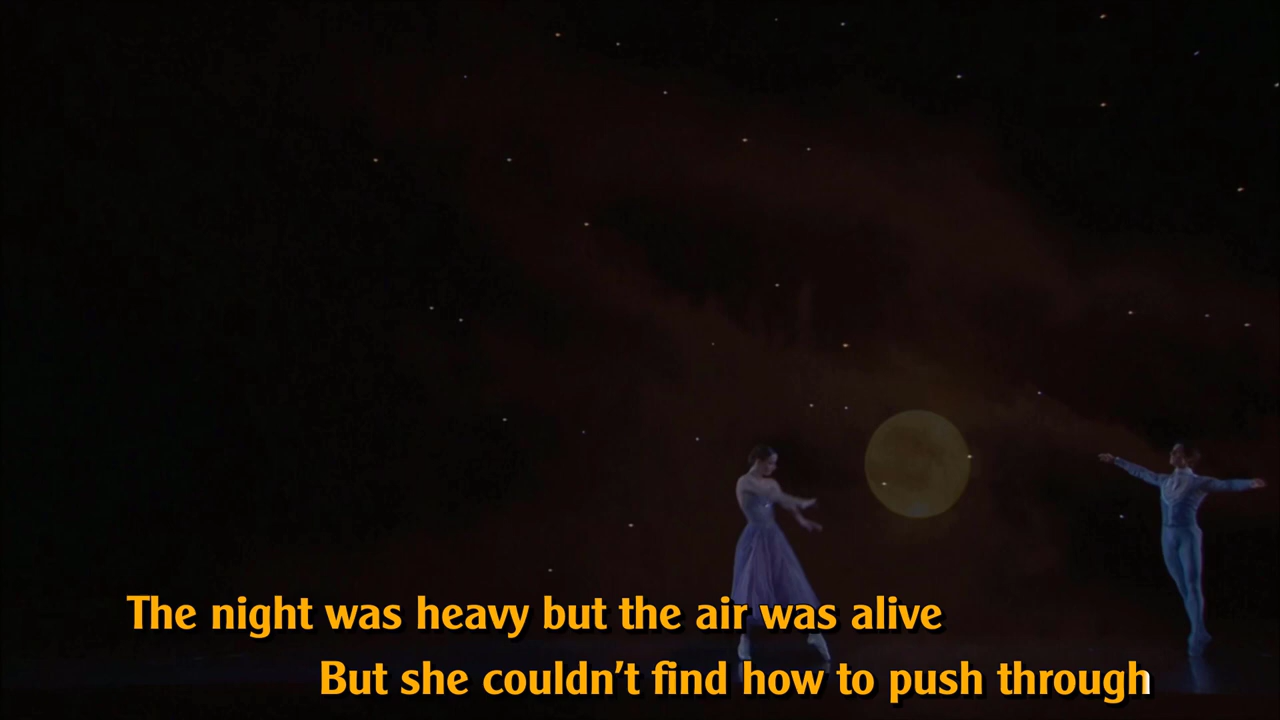 The night was heavy but the air was alive
But she couldn’t find how to push through